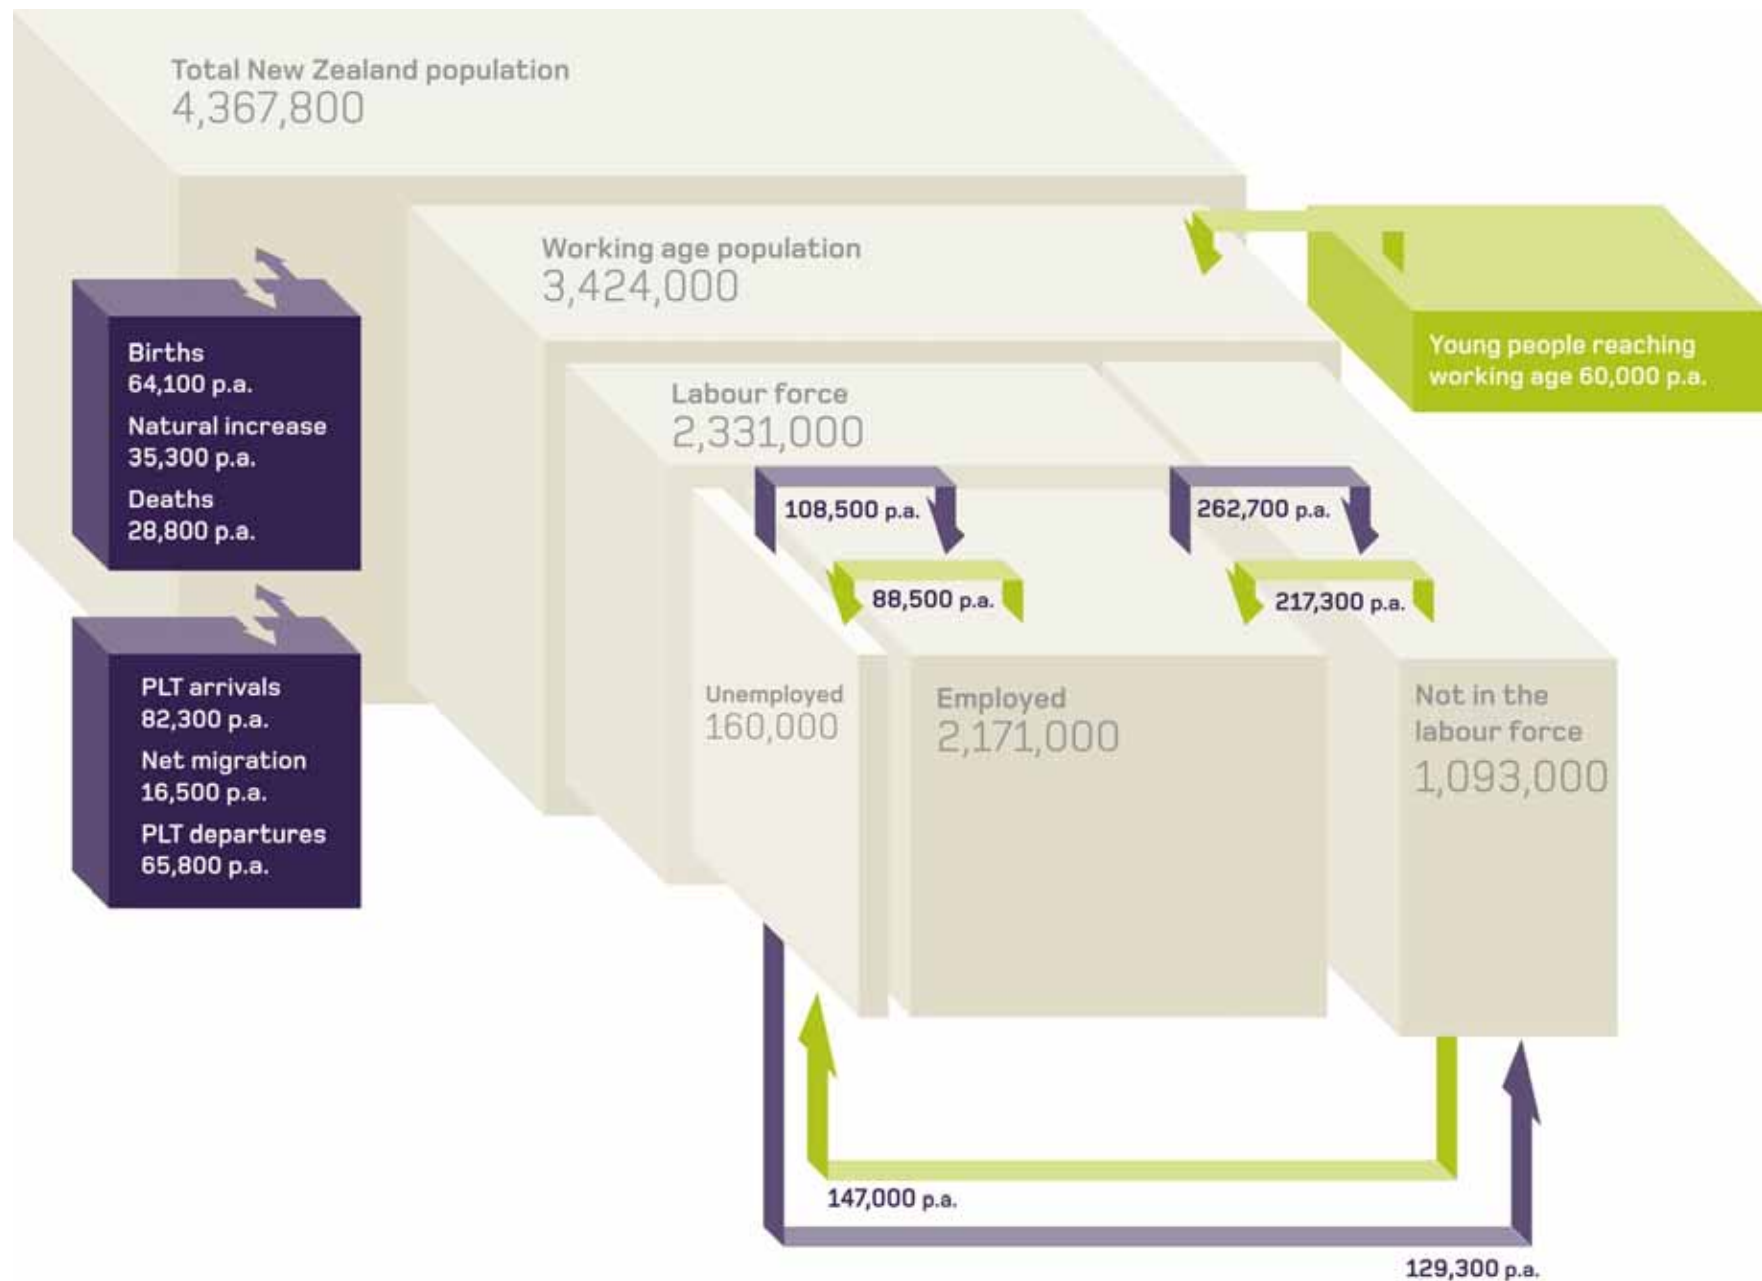 Total New Zealand population
4,367,800
Working age population
3,424,000
Births
64,100 p.a.
Natural increase
35,300 p.a.
Deaths
28,800 p.a.
Young people reaching
working age 60,000 p.a.
Labour force
2,331,000
108,500 p.a.
262,700 p.a.
88,500 p.a.
217,300 p.a.
PLT arrivals
82,300 p.a.
Net migration
16,500 p.a.
PLT departures
65,800 p.a.
Unemployed
160,000
Employed
2,171,000
Not in the
labour force
1,093,000
147,000 p.a.
129,300 p.a.